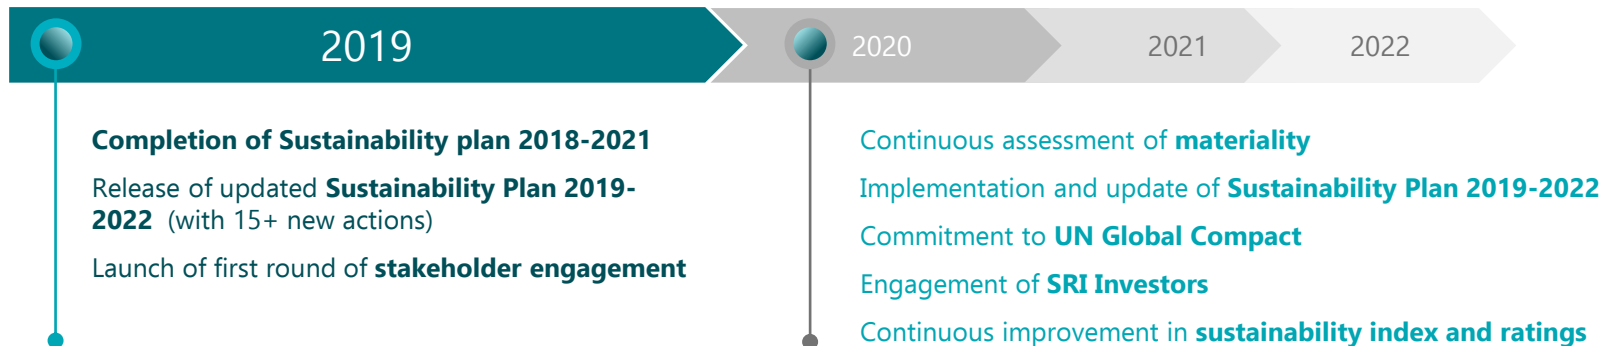 2019
2020
2021
2022
Completion of Sustainability plan 2018-2021
Release of updated Sustainability Plan 2019-
2022 (with 15+ new actions)
Launch of first round of stakeholder engagement
Continuous assessment of materiality
Implementation and update of Sustainability Plan 2019-2022
Commitment to UN Global Compact
Engagement of SRI Investors
Continuous improvement in sustainability index and ratings